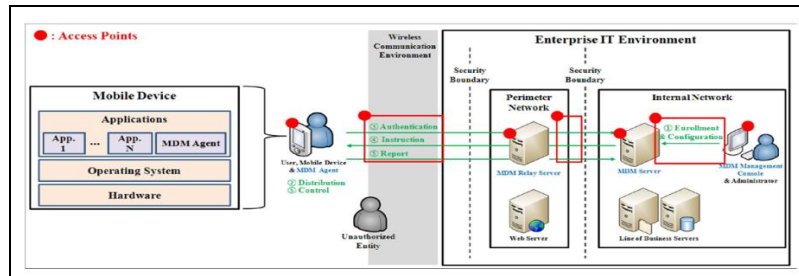 : Access Points
Wireless
Communication
Environment
Enterprise IT Environment
Security
Boundary
Security
Boundary
Mobile Device
Applications
App.
1
...
App.
N
MDM Agent
Operating System
Hardware
User, Mobile Device
& MDM Agent
② Distribution
Control
③ Authentication
④ Instruction
Report
Unauthorized
Entity
Perimeter
Network
MDM Relay Server
Web Server
Internal Network
① Enrollment
& Configuration
MDM Server
MDM Management
Console
& Administrator
Line of Business Servers